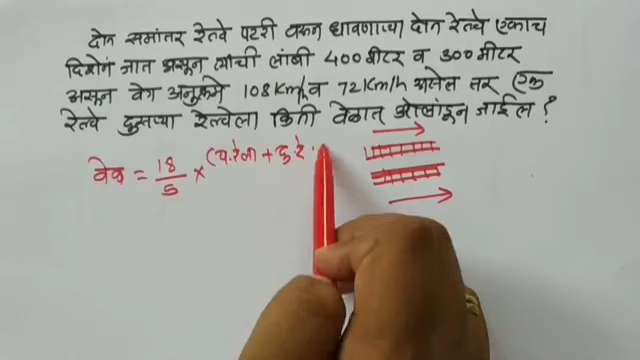 दोन समांतर रेल्वे पटरी वरून धावणाऱ्या दोन रेल्वे एकाच
दिशेने जात असून त्यांची लांबी 400 मीटर व 300 मीटर
असून वेग अनुक्रमे 108 Km/h व 72 Km/h असेल तर एक
रेल्वे दुसऱ्या रेल्वेला किती वेळात ओलांडून जाईल ?
वेळ = 18/5 × (प.रे.लां + दु.रे.